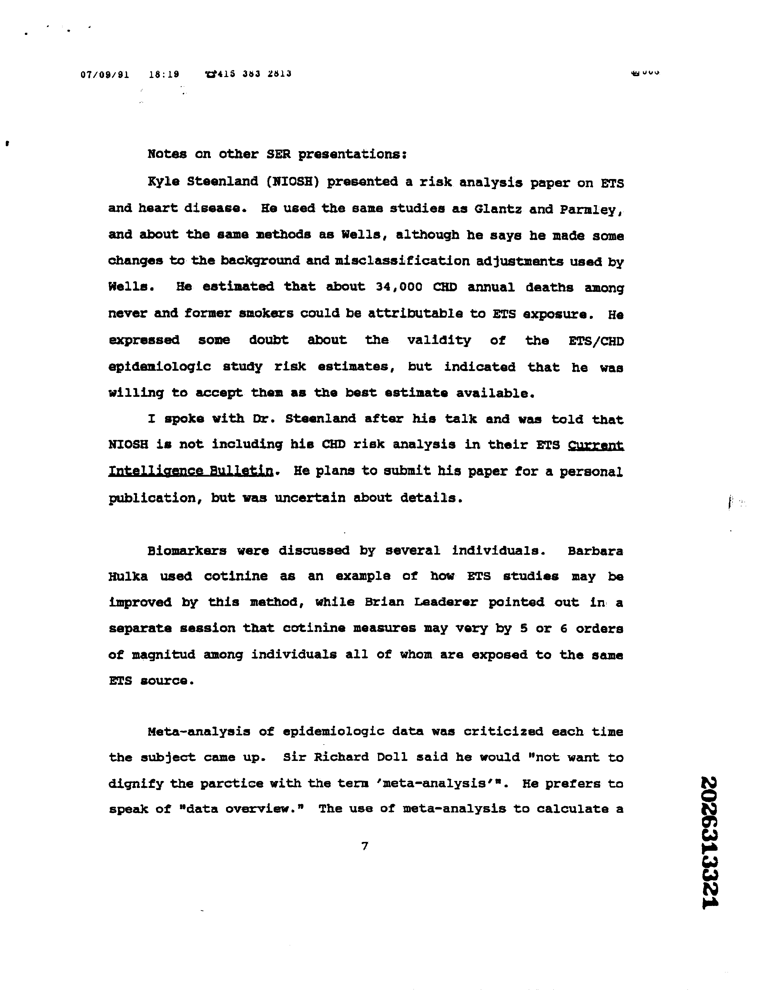 07/09/91 18:19 ☎415 383 2813
Notes on other SER presentations:
Kyle Steenland (NIOSH) presented a risk analysis paper on ETS
and heart disease. He used the same studies as Glantz and Parmley,
and about the same methods as Wells, although he says he made some
changes to the background and misclassification adjustments used by
Wells. He estimated that about 34,000 CHD annual deaths among
never and former smokers could be attributable to ETS exposure. He
expressed some doubt about the validity of the ETS/CHD
epidemiologic study risk estimates, but indicated that he was
willing to accept them as the best estimate available.
I spoke with Dr. Steenland after his talk and was told that
NIOSH is not including his CHD risk analysis in their ETS Current
Intelligence Bulletin. He plans to submit his paper for a personal
publication, but was uncertain about details.
Biomarkers were discussed by several individuals. Barbara
Hulka used cotinine as an example of how ETS studies may be
improved by this method, while Brian Leaderer pointed out in a
separate session that cotinine measures may very by 5 or 6 orders
of magnitud among individuals all of whom are exposed to the same
ETS source.
Meta-analysis of epidemiologic data was criticized each time
the subject came up. Sir Richard Doll said he would "not want to
dignify the parctice with the term 'meta-analysis'". He prefers to
speak of "data overview." The use of meta-analysis to calculate a
7
2026313321